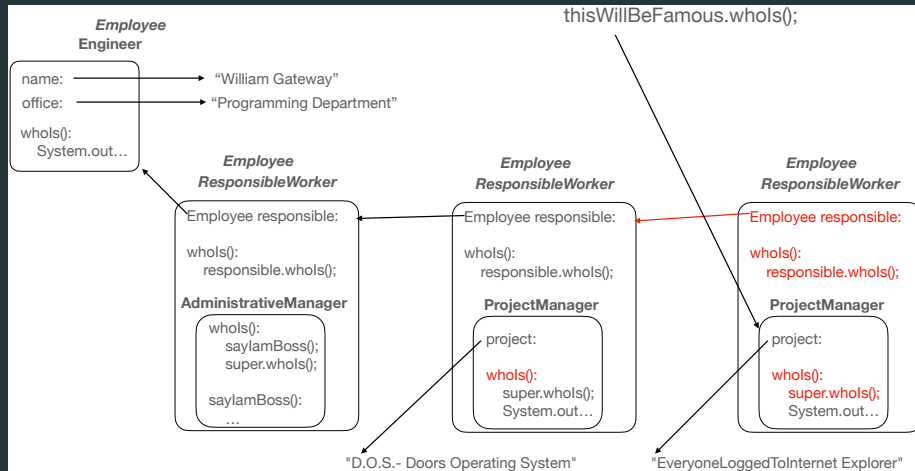 thisWillBeFamous.whoIs();
Employee
Engineer
name:
"William Gateway"
office:
"Programming Department"
whoIs():
System.out…
Employee
ResponsibleWorker
Employee responsible:
whoIs():
responsible.whoIs();
AdministrativeManager
whoIs():
sayIamBoss();
super.whoIs();
sayIamBoss():
…
Employee
ResponsibleWorker
Employee responsible:
whoIs():
responsible.whoIs();
ProjectManager
project:
whoIs():
super.whoIs();
System.out…
"D.O.S.- Doors Operating System"
Employee
ResponsibleWorker
Employee responsible:
whoIs():
responsible.whoIs();
ProjectManager
project:
whoIs():
super.whoIs();
System.out…
"EveryoneLoggedToInternet Explorer"